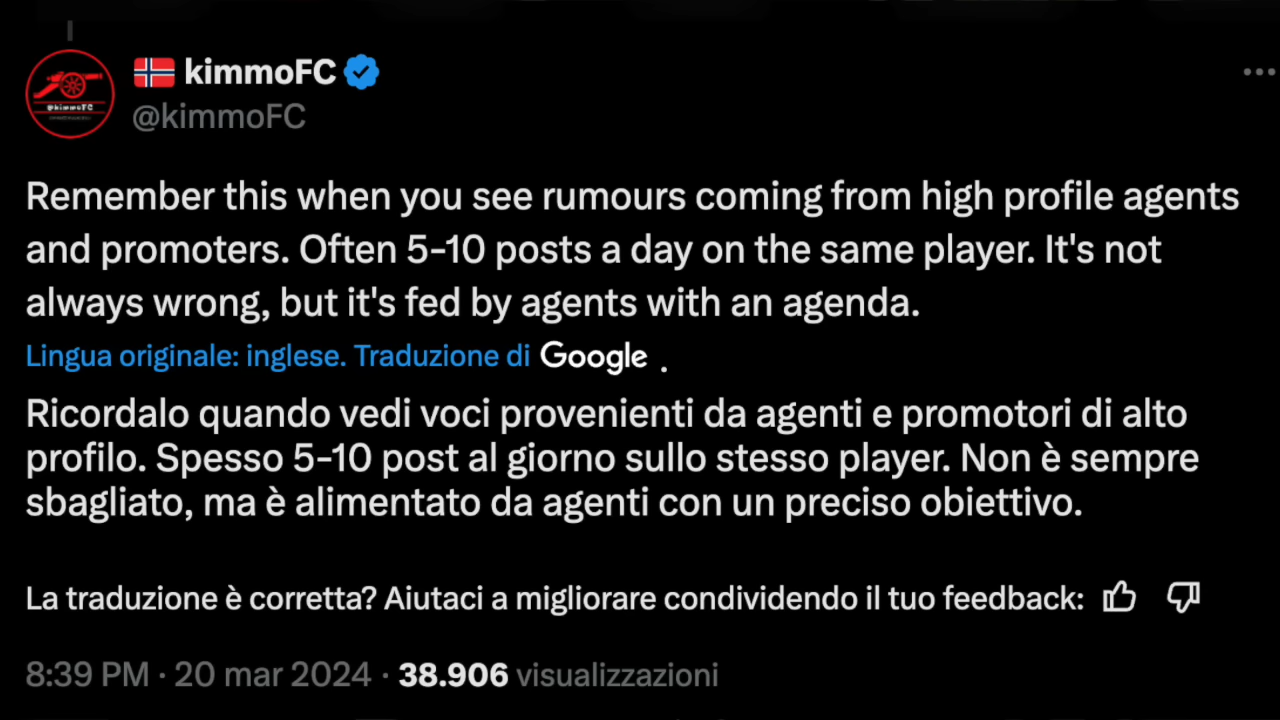 kimmoFC
@kimmoFC
@kimmoFC
Remember this when you see rumours coming from high profile agents
and promoters. Often 5-10 posts a day on the same player. It's not
always wrong, but it's fed by agents with an agenda.
Lingua originale: inglese. Traduzione di Google .
Ricordalo quando vedi voci provenienti da agenti e promotori di alto
profilo. Spesso 5-10 post al giorno sullo stesso player. Non è sempre
sbagliato, ma è alimentato da agenti con un preciso obiettivo.
La traduzione è corretta? Aiutaci a migliorare condividendo il tuo feedback:
8:39 PM · 20 mar 2024 · 38.906 visualizzazioni